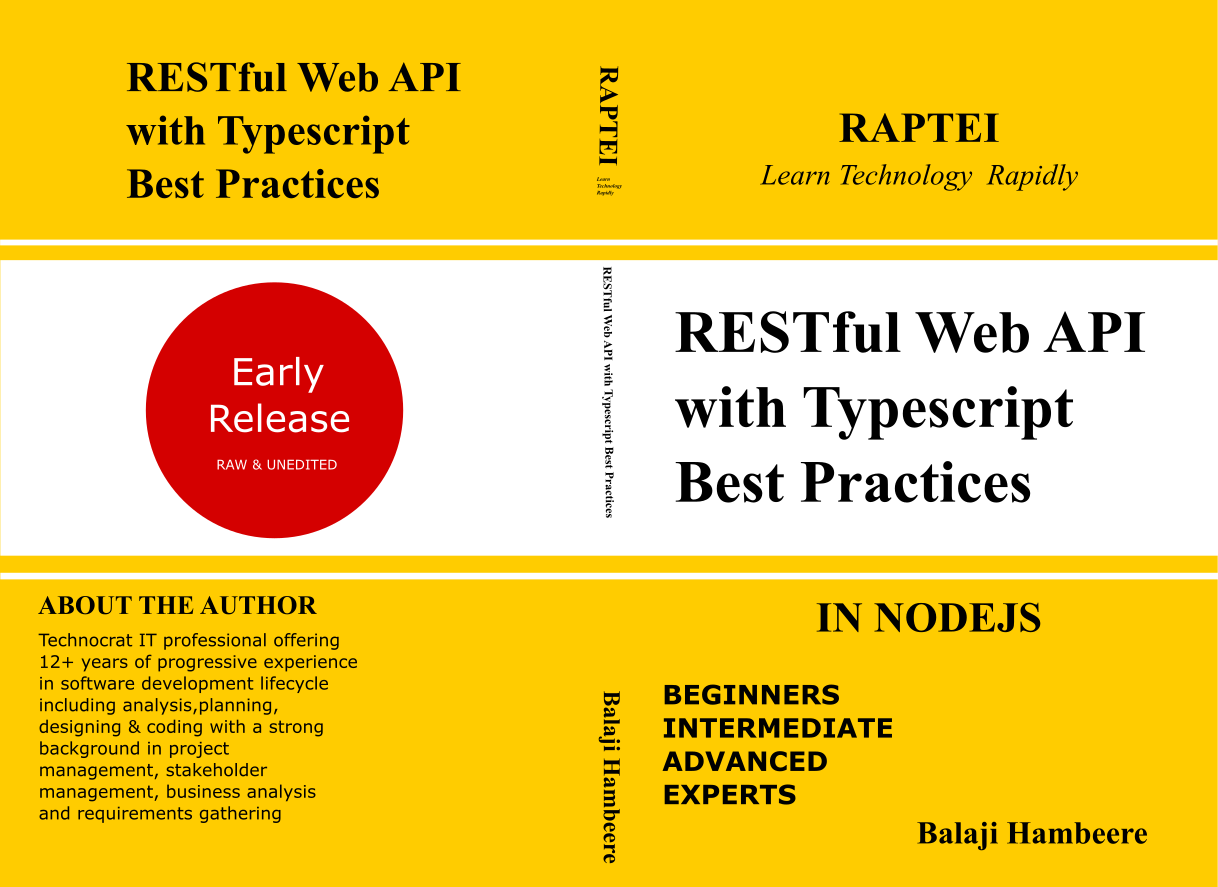 RESTful Web API
with Typescript
Best Practices
Early
Release
RAW & UNEDITED
ABOUT THE AUTHOR
Technocrat IT professional offering
12+ years of progressive experience
in software development lifecycle
including analysis,planning,
designing & coding with a strong
background in project
management, stakeholder
management, business analysis
and requirements gathering
RAPTEI
Learn
Technology
Rapidly
RESTful Web API with Typescript Best Practices
Balaji Hambeere
RAPTEI
Learn Technology  Rapidly
RESTful Web API
with Typescript
Best Practices
IN NODEJS
BEGINNERS
INTERMEDIATE
ADVANCED
EXPERTS
Balaji Hambeere